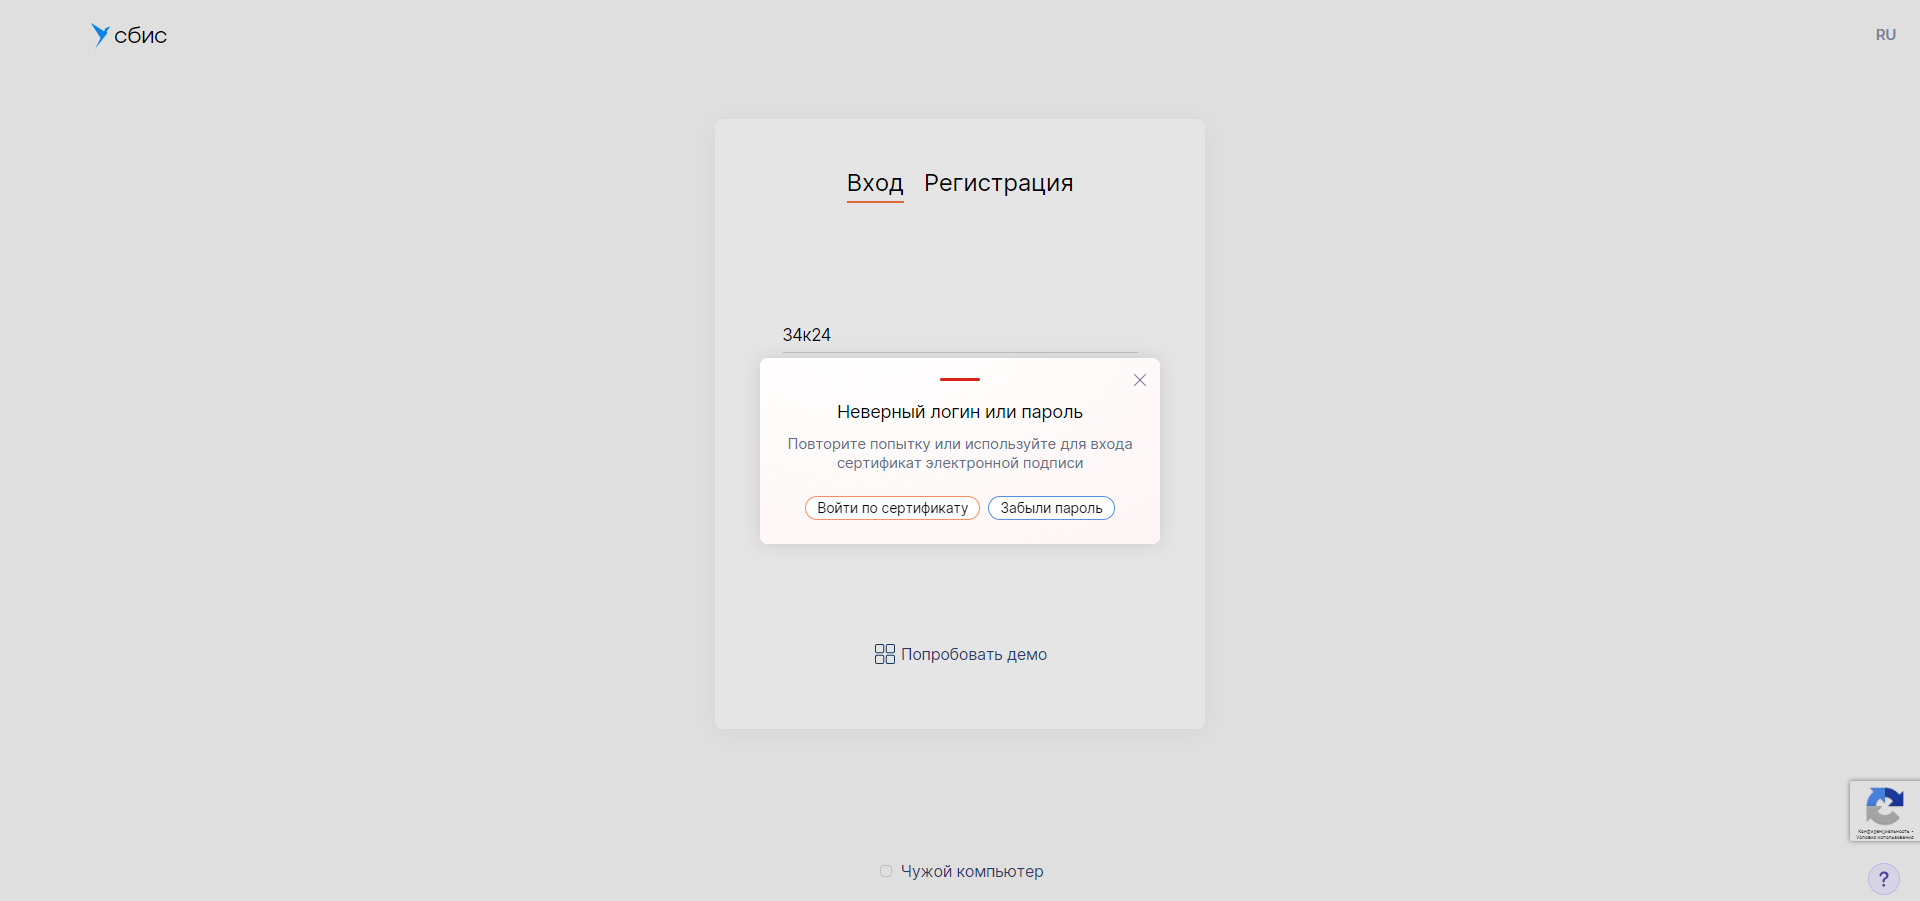 сбис
RU
Вход Регистрация
34к24
Неверный логин или пароль
Повторите попытку или используйте для входа
сертификат электронной подписи
Войти по сертификату Забыли пароль
Попробовать демо
Конфиденциальность -
Условия использования
Чужой компьютер
?